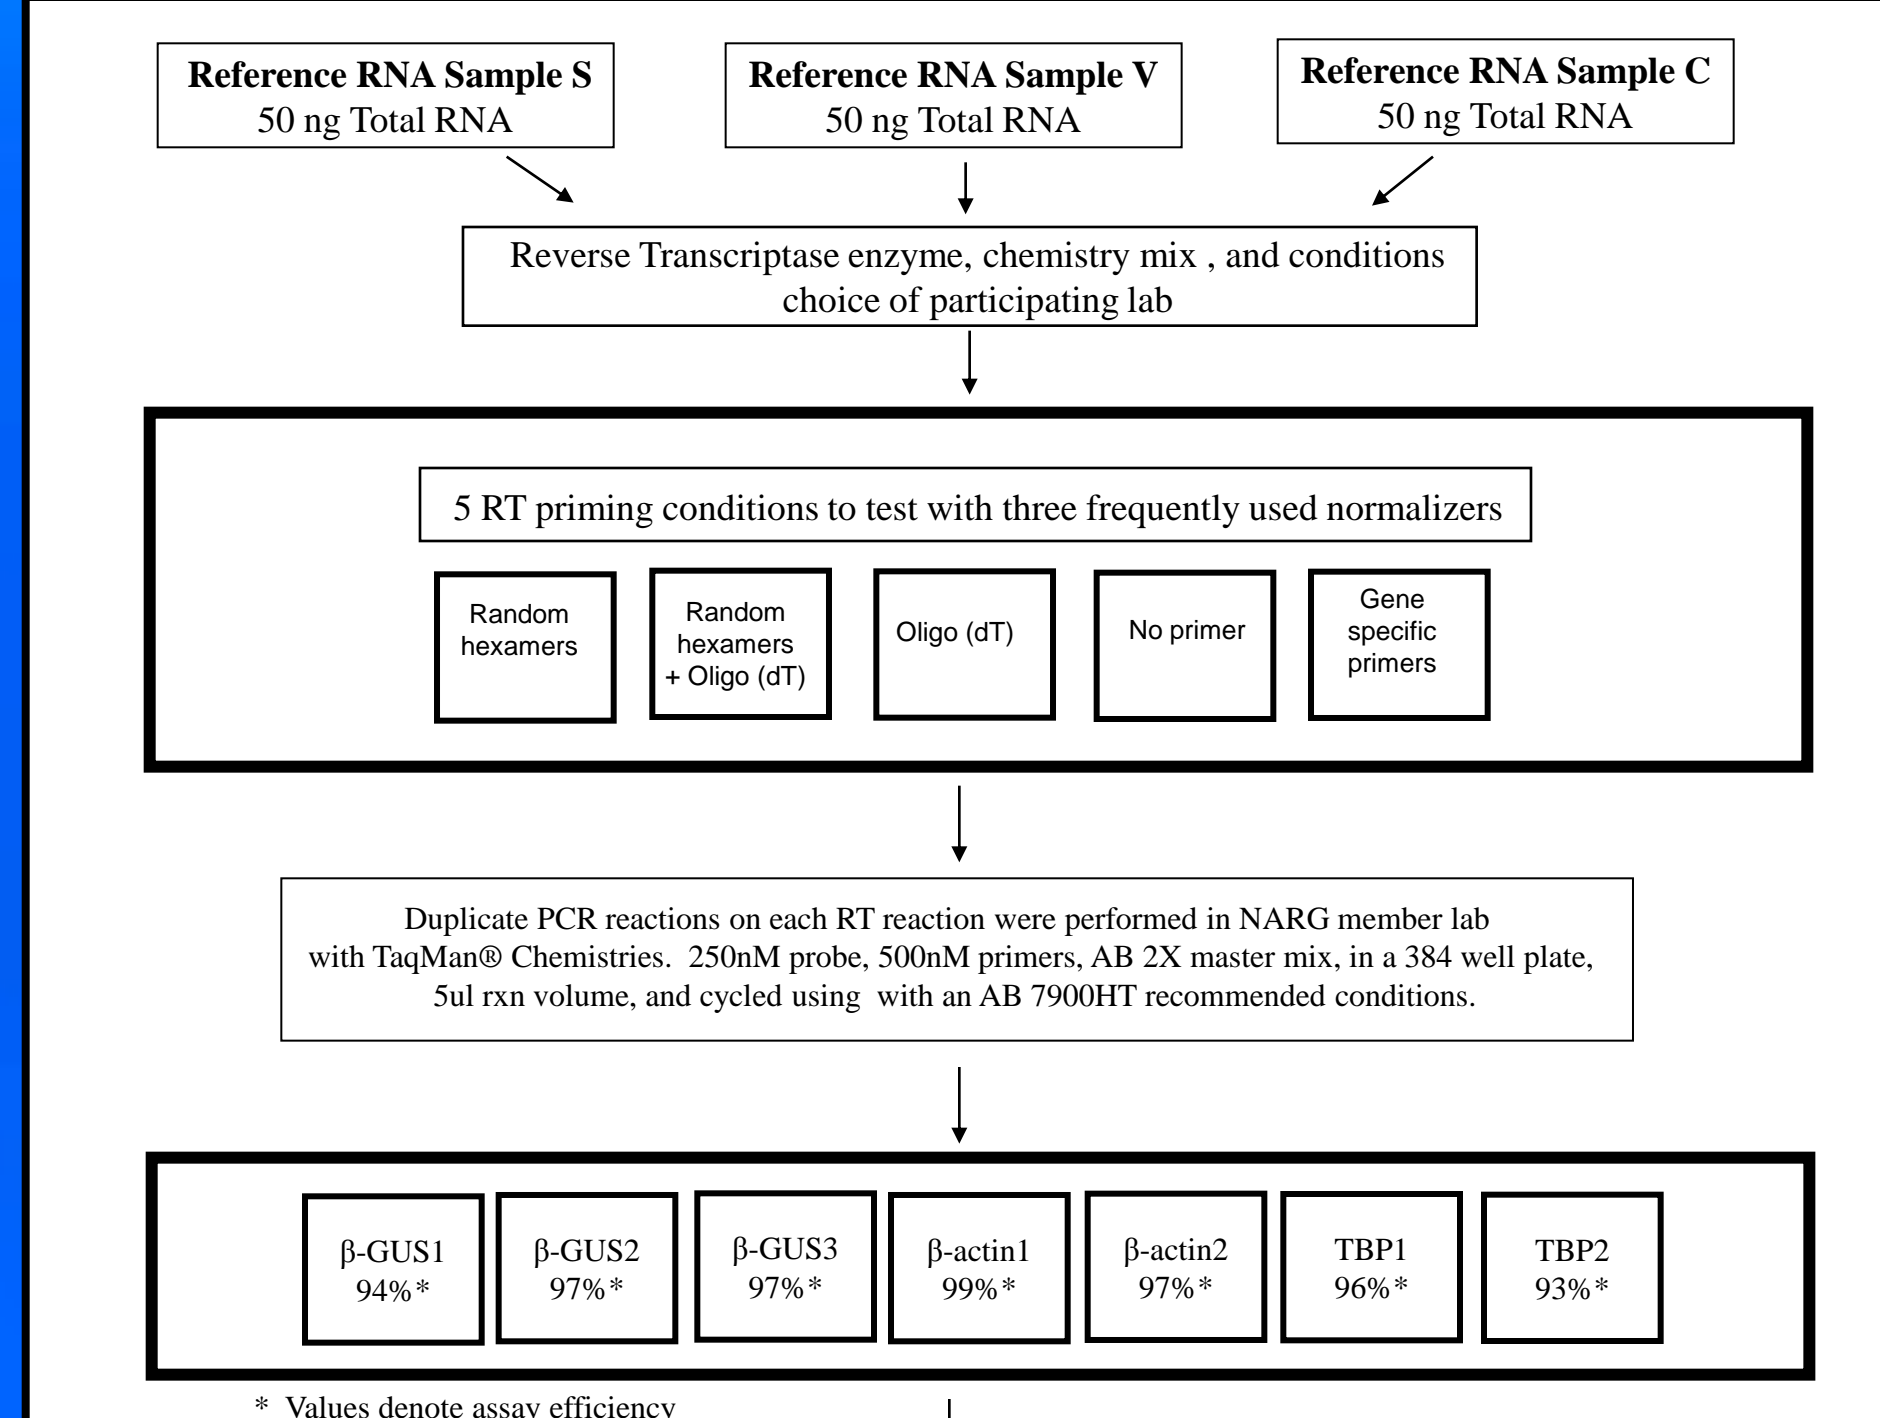 Reference RNA Sample S
50 ng Total RNA
Reference RNA Sample V
50 ng Total RNA
Reference RNA Sample C
50 ng Total RNA
Reverse Transcriptase enzyme, chemistry mix , and conditions
choice of participating lab
5 RT priming conditions to test with three frequently used normalizers
Random
hexamers
Random
hexamers
+ Oligo (dT)
Oligo (dT)
No primer
Gene
specific
primers
Duplicate PCR reactions on each RT reaction were performed in NARG member lab
with TaqMan® Chemistries.  250nM probe, 500nM primers, AB 2X master mix, in a 384 well plate,
5ul rxn volume, and cycled using  with an AB 7900HT recommended conditions.
β-GUS1
94%*
β-GUS2
97%*
β-GUS3
97%*
β-actin1
99%*
β-actin2
97%*
TBP1
96%*
TBP2
93%*
* Values denote assay efficiency